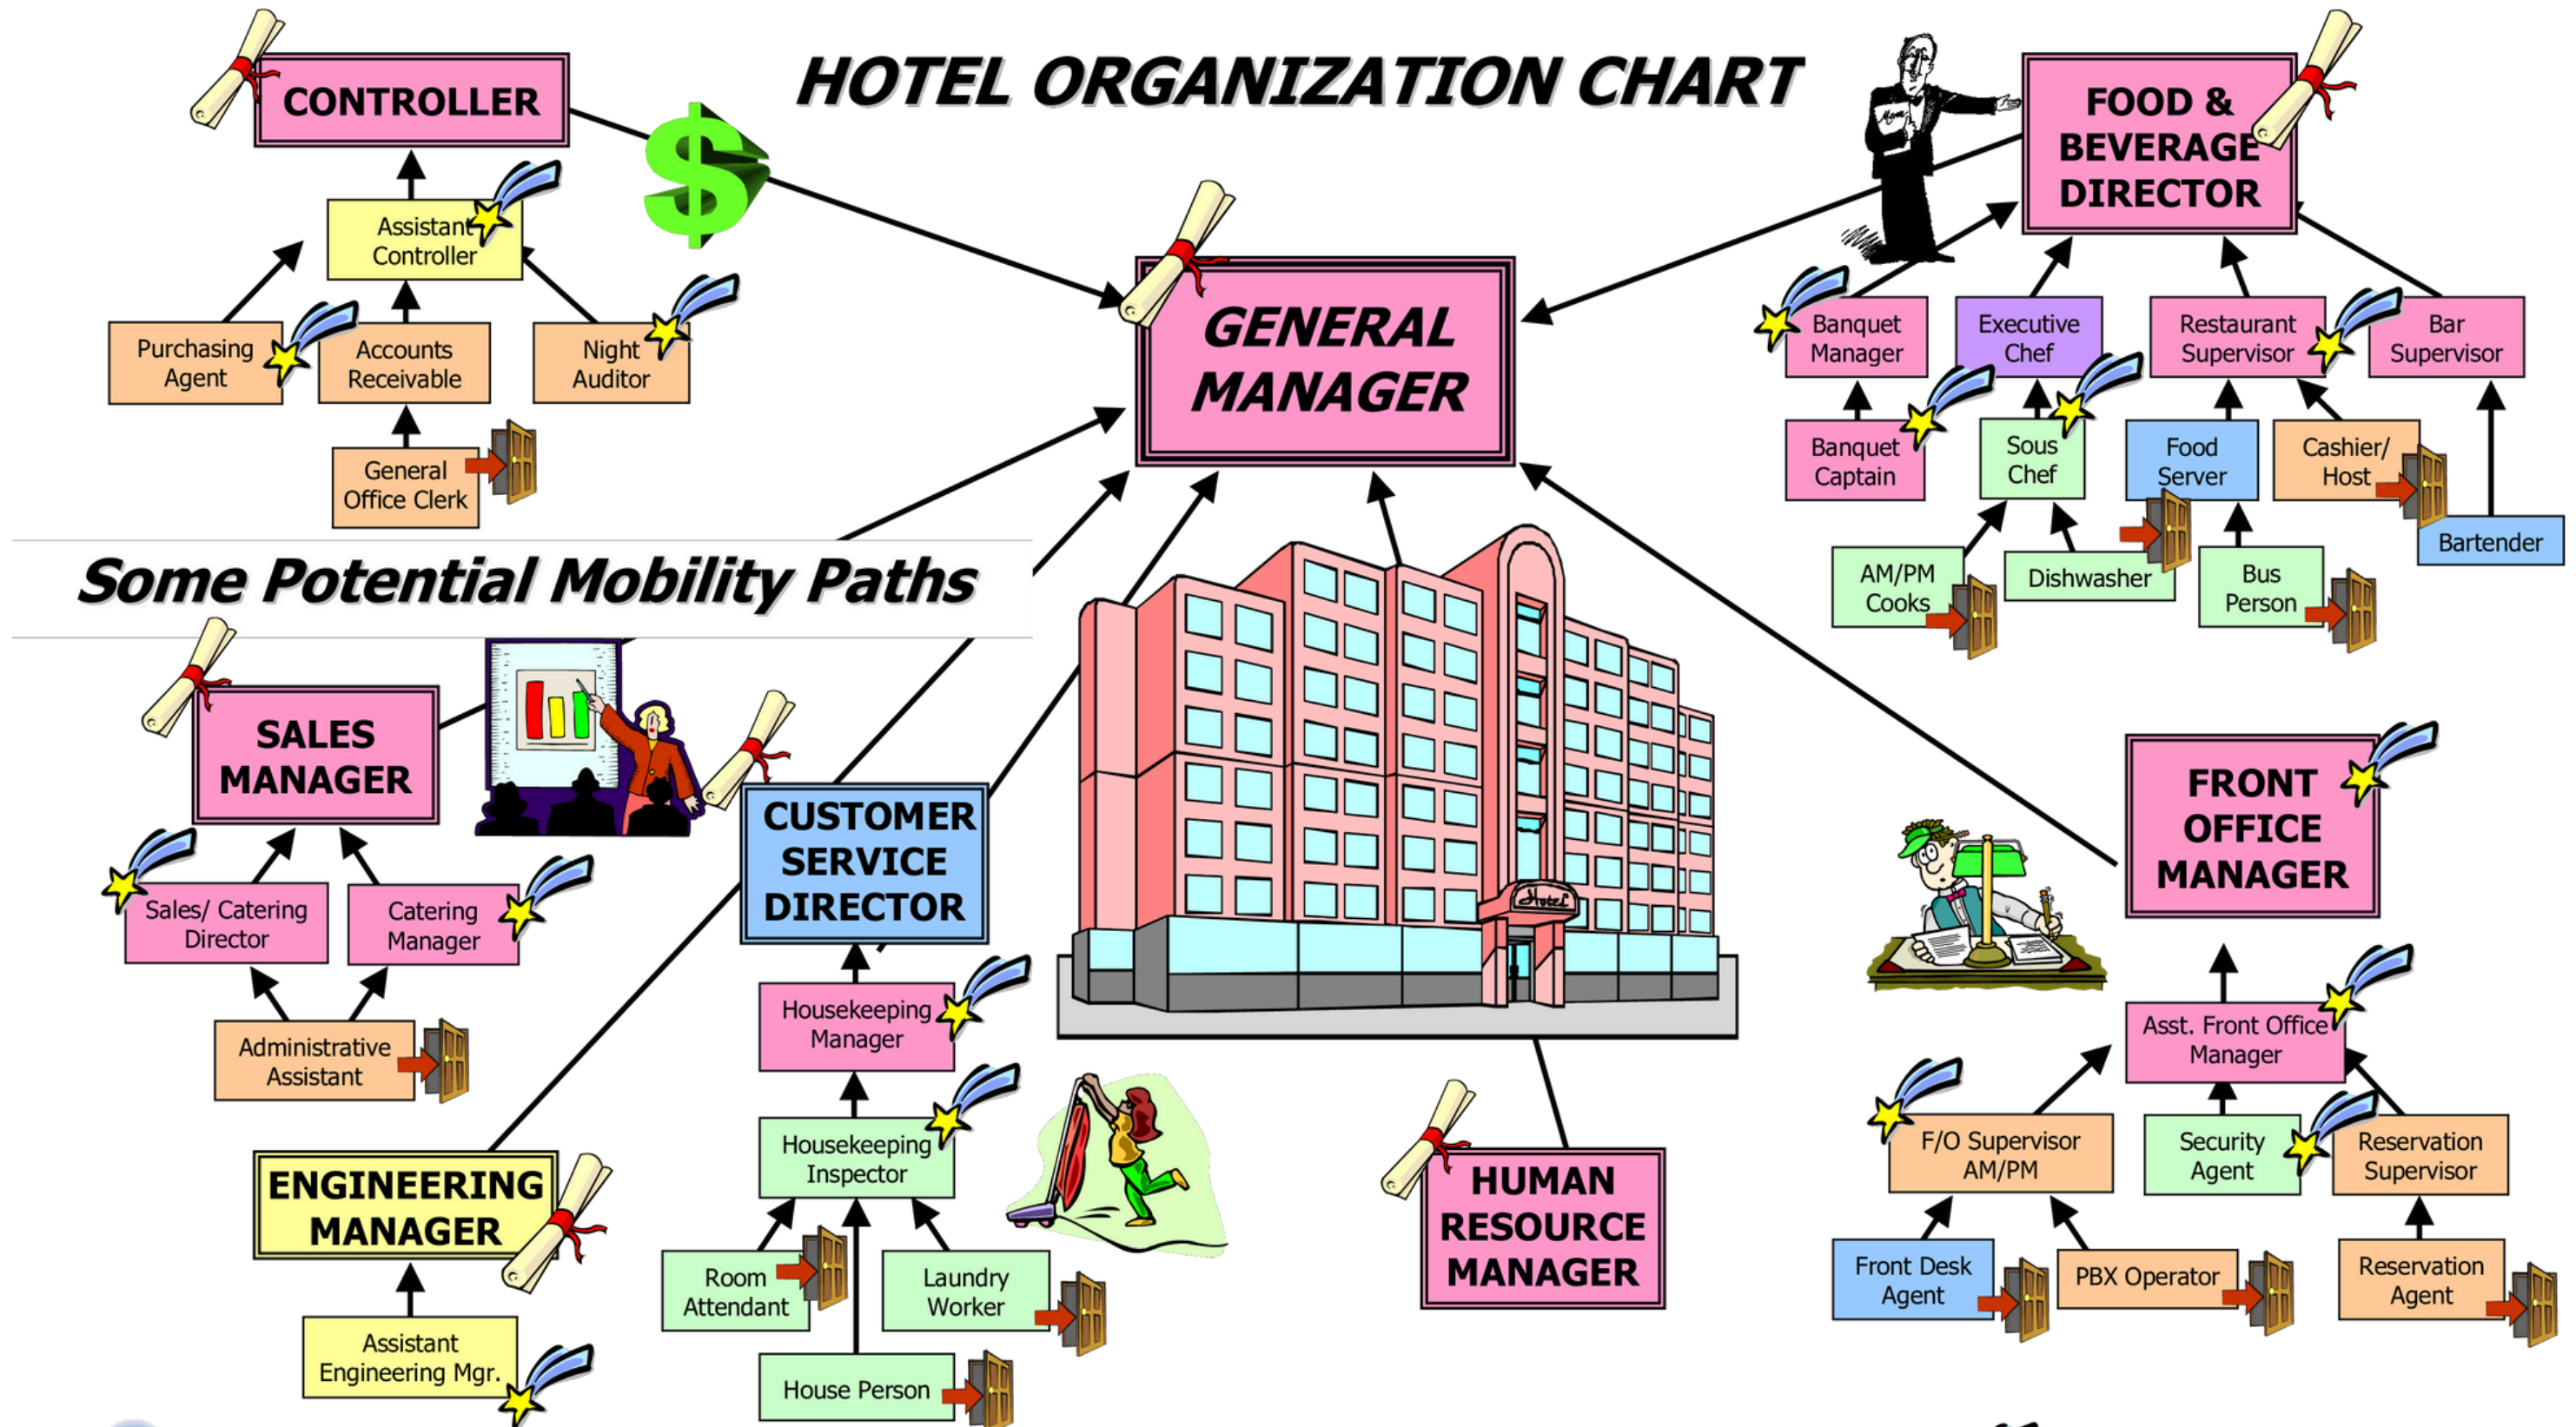 HOTEL ORGANIZATION CHART
CONTROLLER
Assistant
Controller
Purchasing
Agent
Accounts
Receivable
Night
Auditor
General
Office Clerk
GENERAL
MANAGER
FOOD &
BEVERAGE
DIRECTOR
Menu
Banquet
Manager
Executive
Chef
Restaurant
Supervisor
Bar
Supervisor
Banquet
Captain
Sous
Chef
Food
Server
Cashier/
Host
Bartender
AM/PM
Cooks
Dishwasher
Bus
Person
Some Potential Mobility Paths
SALES
MANAGER
Sales/ Catering
Director
Catering
Manager
Administrative
Assistant
ENGINEERING
MANAGER
Assistant
Engineering Mgr.
CUSTOMER
SERVICE
DIRECTOR
Housekeeping
Manager
Housekeeping
Inspector
Room
Attendant
Laundry
Worker
House Person
Hotel
HUMAN
RESOURCE
MANAGER
FRONT
OFFICE
MANAGER
Asst. Front Office
Manager
F/O Supervisor
AM/PM
Security
Agent
Reservation
Supervisor
Front Desk
Agent
PBX Operator
Reservation
Agent